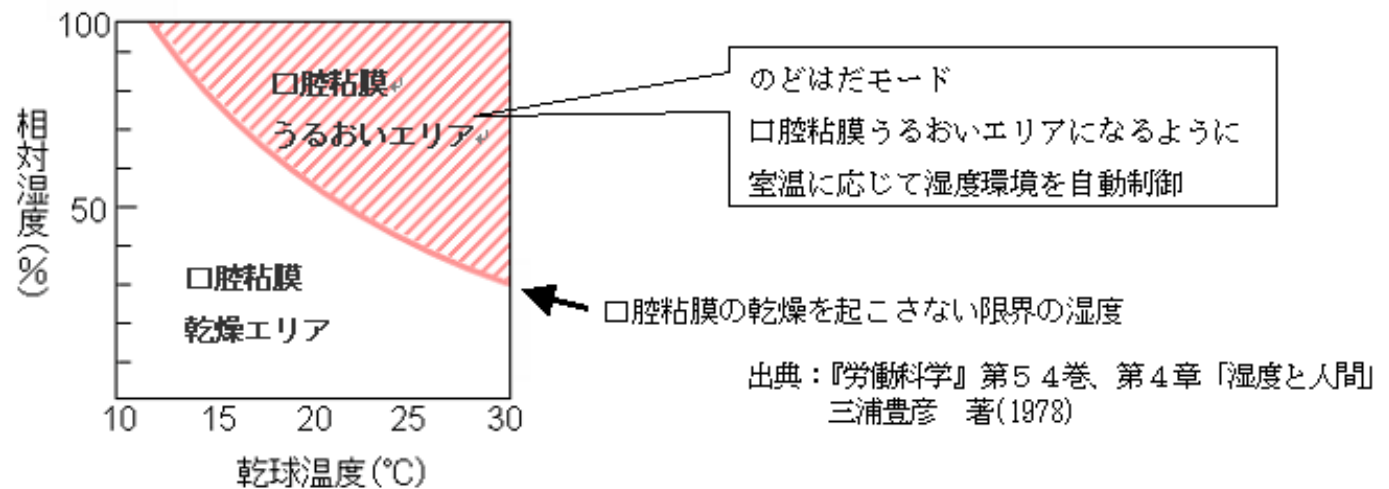 100
50
相対湿度(%)
口腔粘膜
うるおいエリア
口腔粘膜
乾燥エリア
10 15 20 25 30
乾球温度(℃)
のどはだモード
口腔粘膜うるおいエリアになるように
室温に応じて湿度環境を自動制御
口腔粘膜の乾燥を起こさない限界の湿度
出典：『労働科学』第５４巻、第４章「湿度と人間」
三浦豊彦　著(1978)